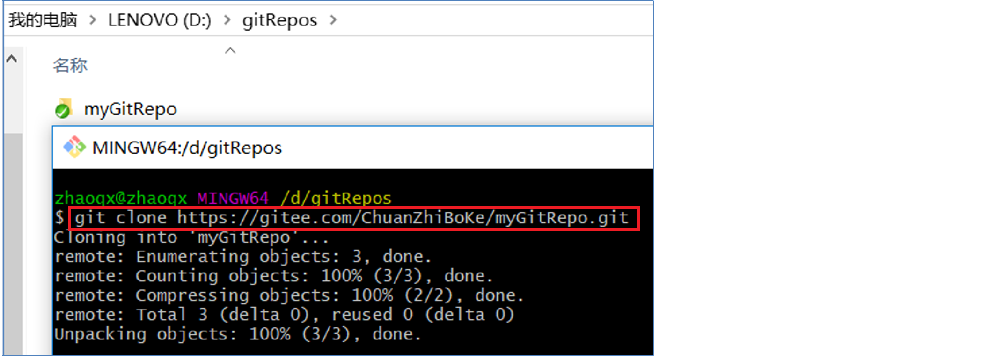 我的电脑 > LENOVO (D:) > gitRepos >
名称
myGitRepo
MINGW64:/d/gitRepos
zhaoqx@zhaoqx MINGW64 /d/gitRepos
$ git clone https://gitee.com/ChuanZhiBoKe/myGitRepo.git
Cloning into 'myGitRepo'...
remote: Enumerating objects: 3, done.
remote: Counting objects: 100% (3/3), done.
remote: Compressing objects: 100% (2/2), done.
remote: Total 3 (delta 0), reused 0 (delta 0)
Unpacking objects: 100% (3/3), done.